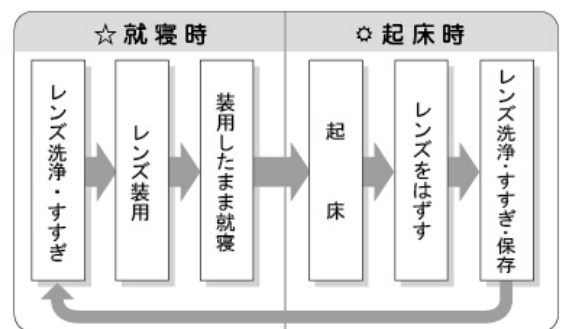 ☆就寝時
レンズ洗浄・すすぎ
レンズ装用
装用したまま就寝
☼起床時
起床
レンズをはずす
レンズ洗浄・すすぎ・保存